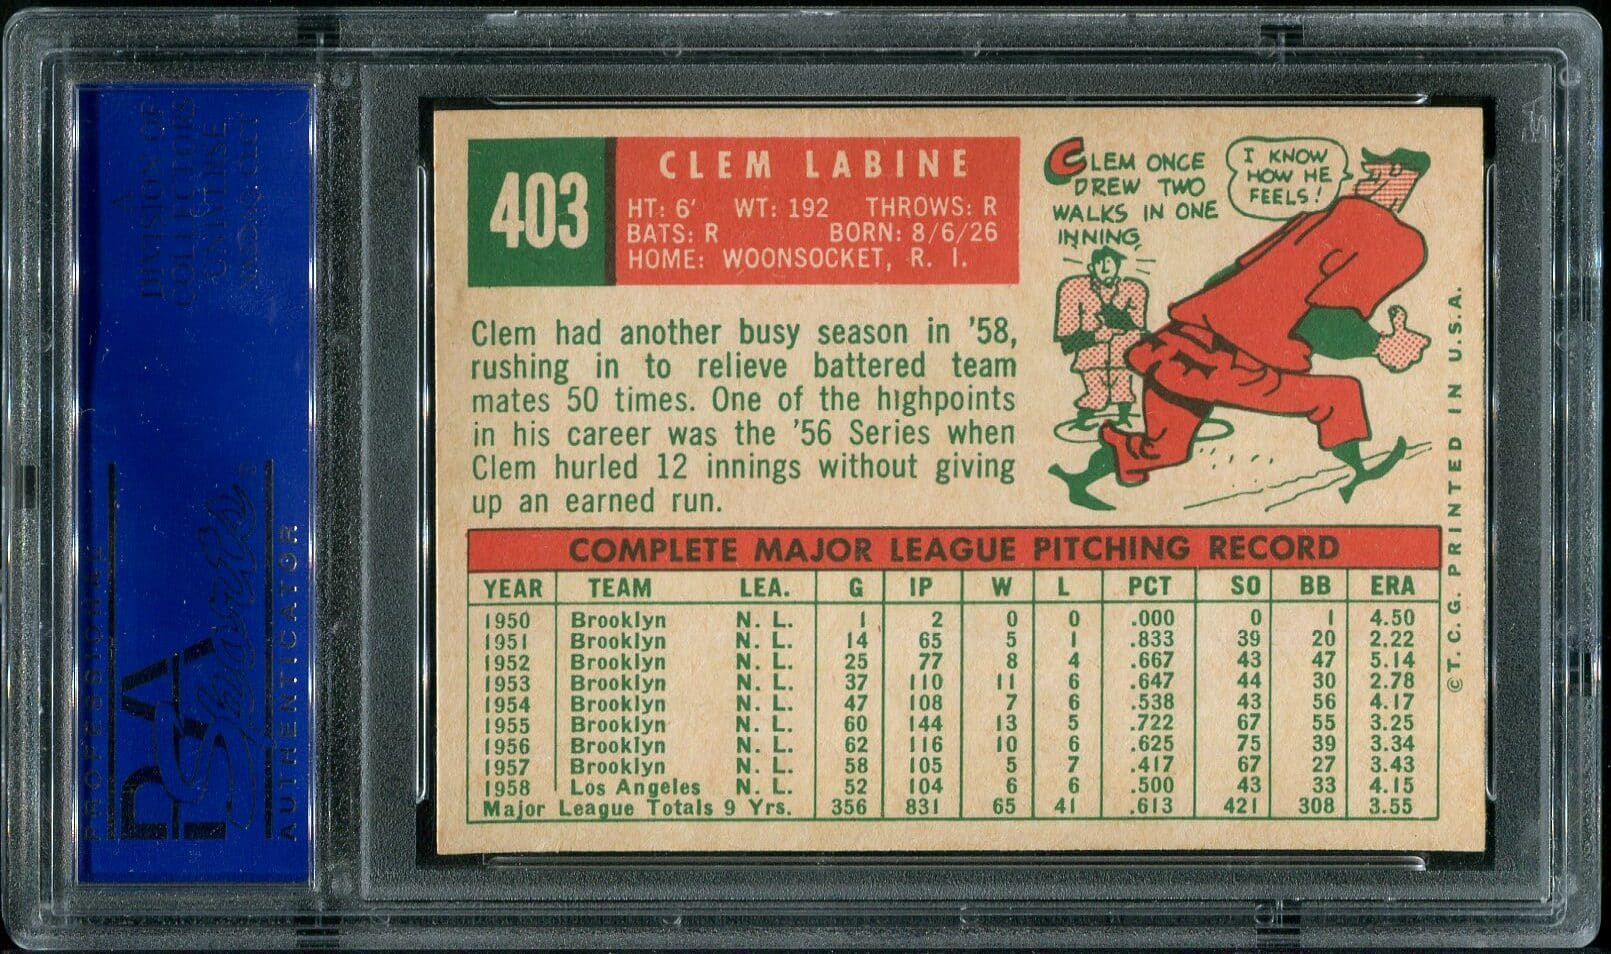 DIVISION OF
COLLECTORS
UNIVERSE
PROFESSIONAL
PSA
AUTHENTICATOR
403
CLEM LABINE
HT: 6' WT: 192 THROWS: R
BATS: R BORN: 8/6/26
HOME: WOONSOCKET, R. I.
Clem had another busy season in '58,
rushing in to relieve battered team
mates 50 times. One of the highpoints
in his career was the '56 Series when
Clem hurled 12 innings without giving
up an earned run.
CLEM ONCE
DREW TWO
WALKS IN ONE
INNING
I KNOW
HOW HE
FEELS!
COMPLETE MAJOR LEAGUE PITCHING RECORD
YEAR TEAM LEA. G IP W L PCT SO BB ERA
1950 Brooklyn N. L. 1 2 0 0 .000 0 1 4.50
1951 Brooklyn N. L. 14 65 5 1 .833 39 20 2.22
1952 Brooklyn N. L. 25 77 8 4 .667 43 47 5.14
1953 Brooklyn N. L. 37 110 11 6 .647 44 30 2.78
1954 Brooklyn N. L. 47 108 7 6 .538 43 56 4.17
1955 Brooklyn N. L. 60 144 13 5 .722 67 55 3.25
1956 Brooklyn N. L. 62 116 10 6 .625 75 39 3.34
1957 Brooklyn N. L. 58 105 5 7 .417 67 27 3.43
1958 Los Angeles N. L. 52 104 6 6 .500 43 33 4.15
Major League Totals 9 Yrs. 356 831 65 41 .613 421 308 3.55
© T. C. G. PRINTED IN U.S.A.